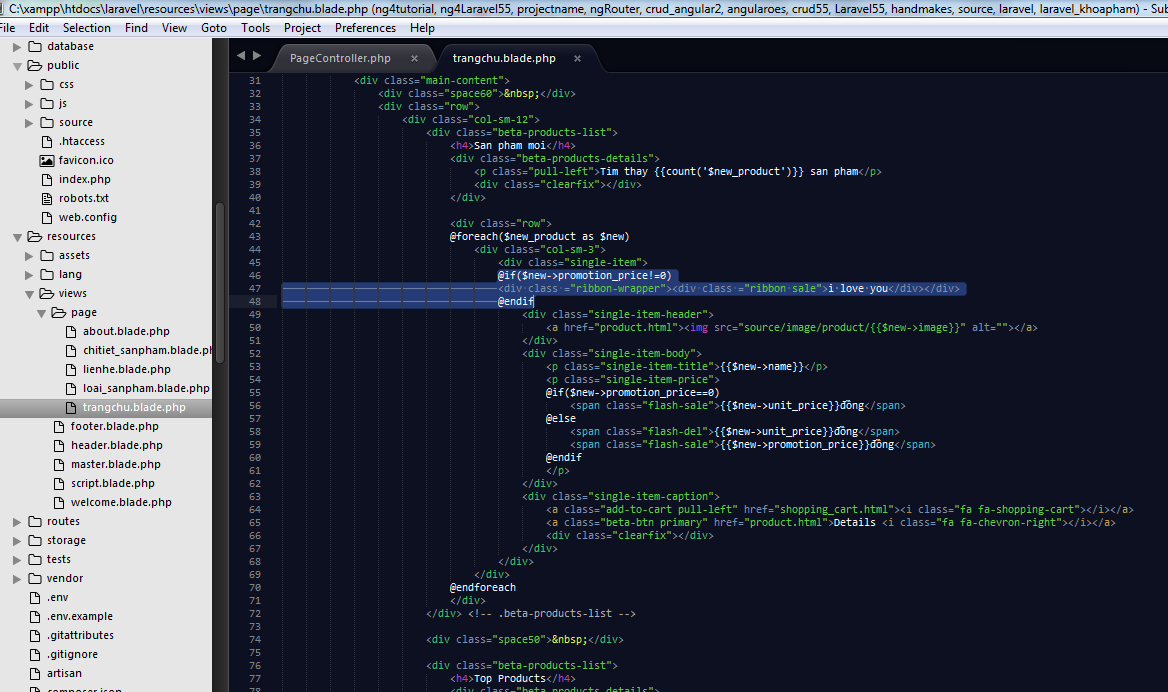 C:\xampp\htdocs\laravel\resources\views\page\trangchu.blade.php (ng4tutorial, ng4Laravel55, projectname, ngRouter, crud_angular2, angularoes, crud55, Laravel55, handmakes, source, laravel, laravel_khoapham) - Su
File Edit Selection Find View Goto Tools Project Preferences Help
database
public
css
js
source
.htaccess
favicon.ico
index.php
robots.txt
web.config
resources
assets
lang
views
page
about.blade.php
chitiet_sanpham.blade.ph
lienhe.blade.php
loai_sanpham.blade.php
trangchu.blade.php
footer.blade.php
header.blade.php
master.blade.php
script.blade.php
welcome.blade.php
routes
storage
tests
vendor
.env
.env.example
.gitattributes
.gitignore
artisan
composer.json
PageController.php × trangchu.blade.php ×
31 <div class="main-content">
32 <div class="space60">&nbsp;</div>
33 <div class="row">
34 <div class="col-sm-12">
35 <div class="beta-products-list">
36 <h4>San pham moi</h4>
37 <div class="beta-products-details">
38 <p class="pull-left">Tim thay {{count('$new_product')}} san pham</p>
39 <div class="clearfix"></div>
40 </div>
41
42 <div class="row">
43 @foreach($new_product as $new)
44 <div class="col-sm-3">
45 <div class="single-item">
46 @if($new->promotion_price!=0)
47 <div class ="ribbon-wrapper"><div class ="ribbon sale">i love you</div></div>
48 @endif
49 <div class="single-item-header">
50 <a href="product.html"><img src="source/image/product/{{$new->image}}" alt=""></a>
51 </div>
52 <div class="single-item-body">
53 <p class="single-item-title">{{$new->name}}</p>
54 <p class="single-item-price">
55 @if($new->promotion_price==0)
56 <span class="flash-sale">{{$new->unit_price}}đồng</span>
57 @else
58 <span class="flash-del">{{$new->unit_price}}đồng</span>
59 <span class="flash-sale">{{$new->promotion_price}}đồng</span>
60 @endif
61 </p>
62 </div>
63 <div class="single-item-caption">
64 <a class="add-to-cart pull-left" href="shopping_cart.html"><i class="fa fa-shopping-cart"></i></a>
65 <a class="beta-btn primary" href="product.html">Details <i class="fa fa-chevron-right"></i></a>
66 <div class="clearfix"></div>
67 </div>
68 </div>
69 </div>
70 @endforeach
71 </div>
72 </div> <!-- .beta-products-list -->
73
74 <div class="space50">&nbsp;</div>
75
76 <div class="beta-products-list">
77 <h4>Top Products</h4>
78 <div class="beta-products-details">